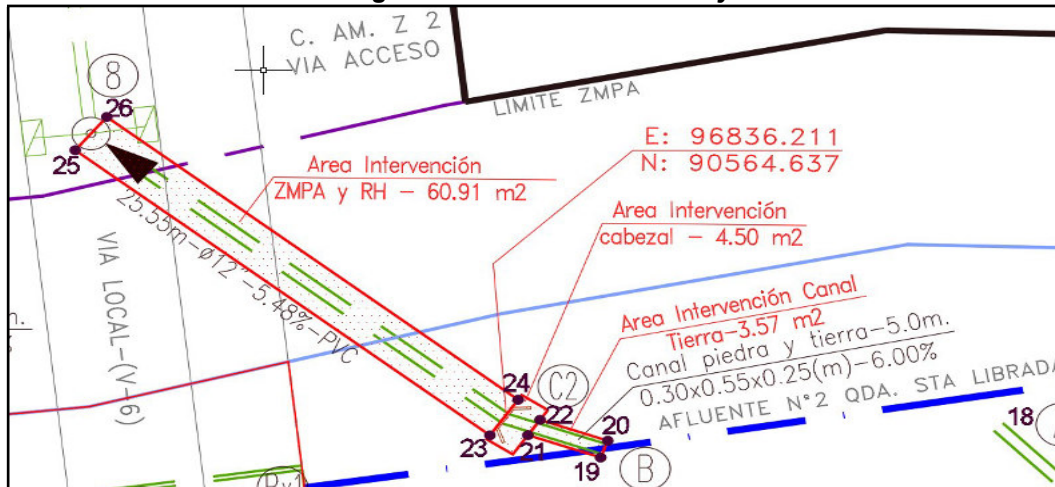 C. AM. Z 2
VIA ACCESO
8
26
25
LIMITE ZMPA
E: 96836.211
N: 90564.637
Area Intervención
ZMPA y RH - 60.91 m2
Area Intervención
cabezal - 4.50 m2
25.55m-ø12"-5.48%-PVC
VIA LOCAL-(V-6)
Area Intervención Canal
Tierra-3.57 m2
Canal piedra y tierra-5.0m.
0.30x0.55x0.25(m)-6.00%
AFLUENTE N°2 QDA. STA LIBRADA
24
C2
22
23
21
20
19
B
18